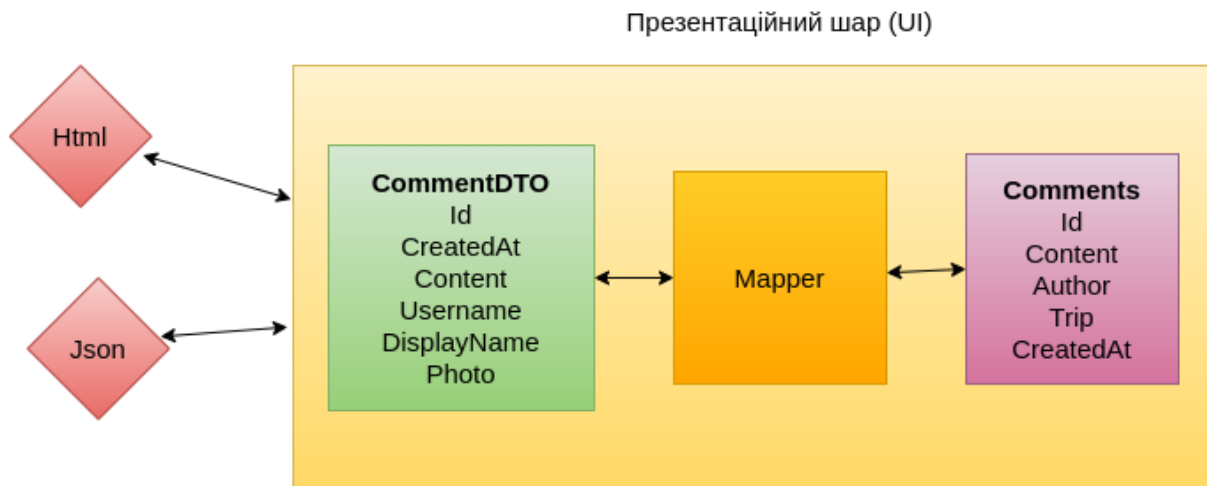 Презентаційний шар (UI)
Html
Json
CommentDTO
Id
CreatedAt
Content
Username
DisplayName
Photo
Mapper
Comments
Id
Content
Author
Trip
CreatedAt